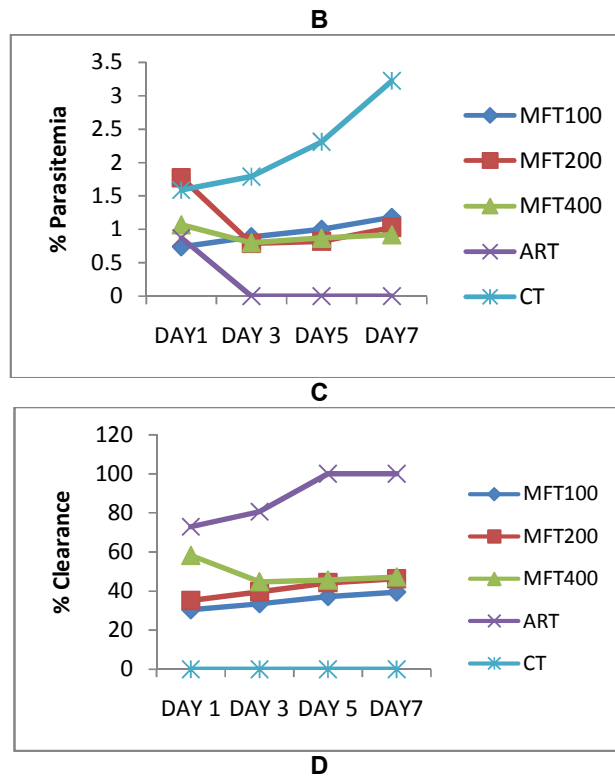 B
3.5
3
2.5
2
1.5
1
0.5
0
% Parasitemia
DAY1 DAY 3 DAY5 DAY7
MFT100
MFT200
MFT400
ART
CT
C
120
100
80
60
40
20
0
% Clearance
DAY 1 DAY 3 DAY 5 DAY7
MFT100
MFT200
MFT400
ART
CT
D